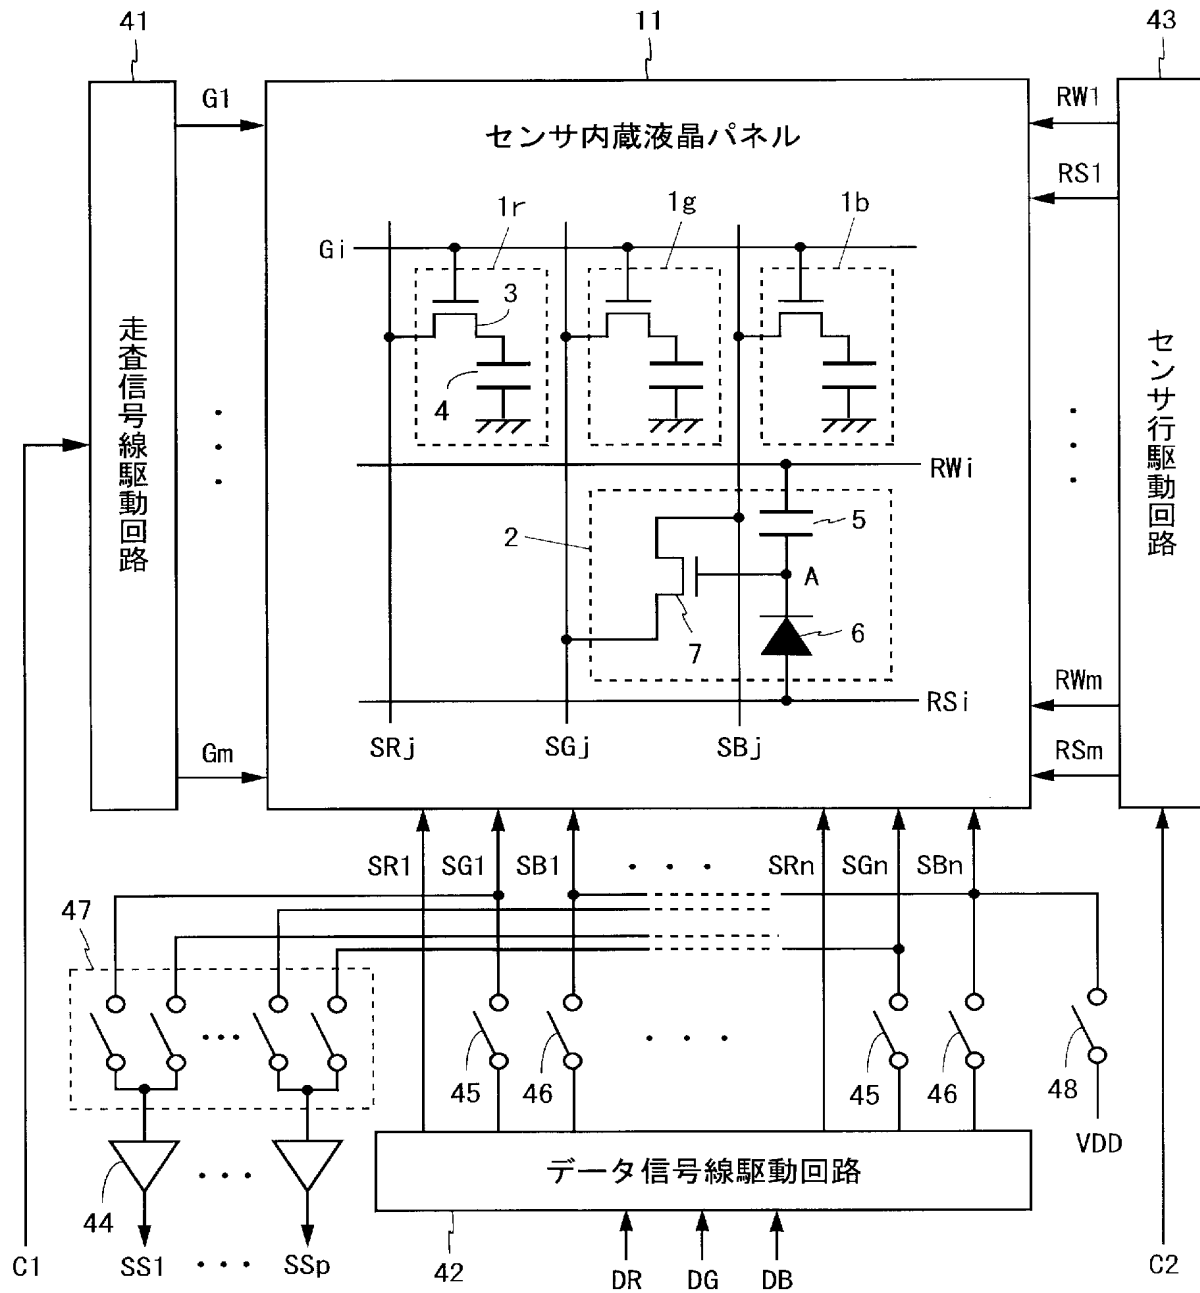 41
11
43
G1
RW1
センサ内蔵液晶パネル
RS1
1r
1g
1b
Gi
3
4
走査信号線駆動回路
センサ行駆動回路
RWi
2
5
A
7
6
RSi
RWm
SRj
SGj
SBj
Gm
RSm
SR1
SG1
SB1
SRn
SGn
SBn
47
45
46
45
46
48
VDD
データ信号線駆動回路
44
C1
SS1
SSp
42
DR
DG
DB
C2